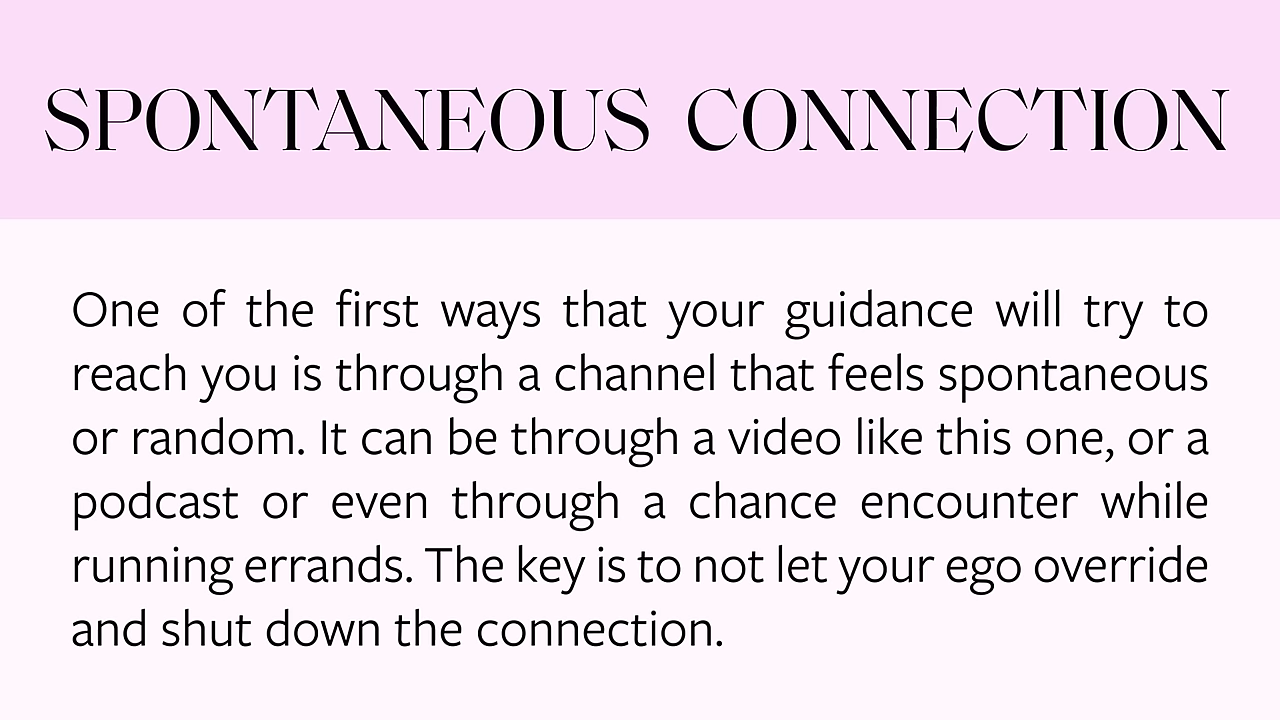 SPONTANEOUS CONNECTION
One of the first ways that your guidance will try to
reach you is through a channel that feels spontaneous
or random. It can be through a video like this one, or a
podcast or even through a chance encounter while
running errands. The key is to not let your ego override
and shut down the connection.